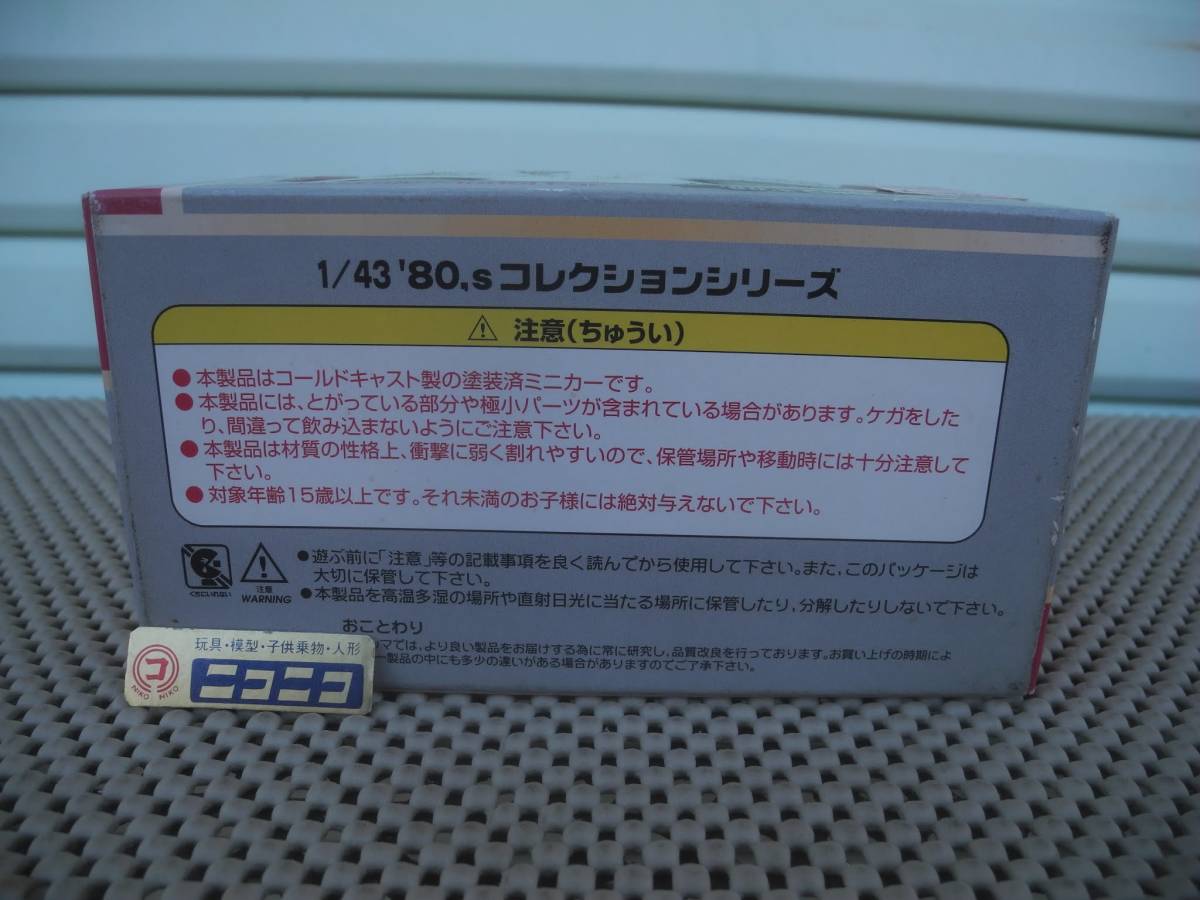 1/43 '80,s コレクションシリーズ
注意(ちゅうい)
● 本製品はコールドキャスト製の塗装済ミニカーです。
● 本製品には、とがっている部分や極小パーツが含まれている場合があります。ケガをした
り、間違って飲み込まないようにご注意下さい。
● 本製品は材質の性格上、衝撃に弱く割れやすいので、保管場所や移動時には十分注意して
下さい。
● 対象年齢15歳以上です。それ未満のお子様には絶対与えないで下さい。
くちにいれない
注意
WARNING
●遊ぶ前に「注意」等の記載事項を良く読んでから使用して下さい。また、このパッケージは
大切に保管して下さい。
●本製品を高温多湿の場所や直射日光に当たる場所に保管したり、分解したりしないで下さい。
おことわり
マでは、より良い製品をお届けする為に常に研究し、品質改良を行っております。お買い上げの時期によ
一製品の中にも多少の違いがある場合がありますのでご了承下さい。
玩具・模型・子供乗物・人形
コ
NIKO NIKO
ニコニコ